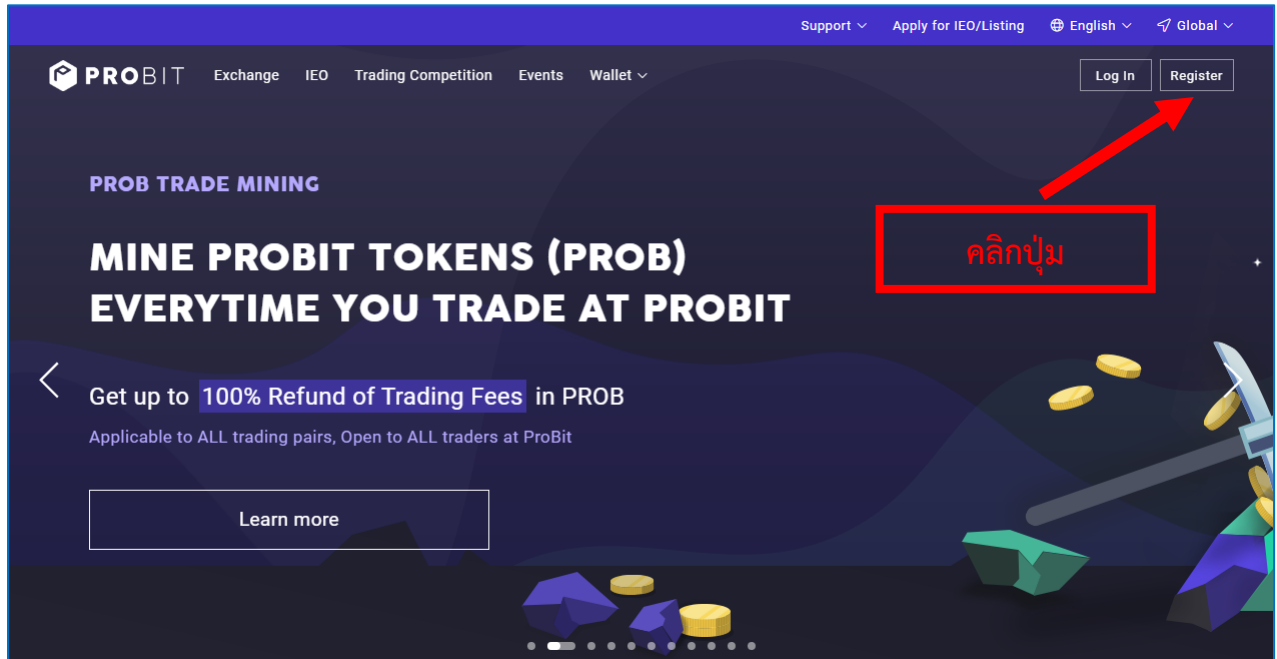 Support Apply for IEO/Listing English Global
PROBIT Exchange IEO Trading Competition Events Wallet Log In Register
PROB TRADE MINING
คลิกปุ่ม
MINE PROBIT TOKENS (PROB)
EVERYTIME YOU TRADE AT PROBIT
Get up to 100% Refund of Trading Fees in PROB
Applicable to ALL trading pairs, Open to ALL traders at ProBit
Learn more